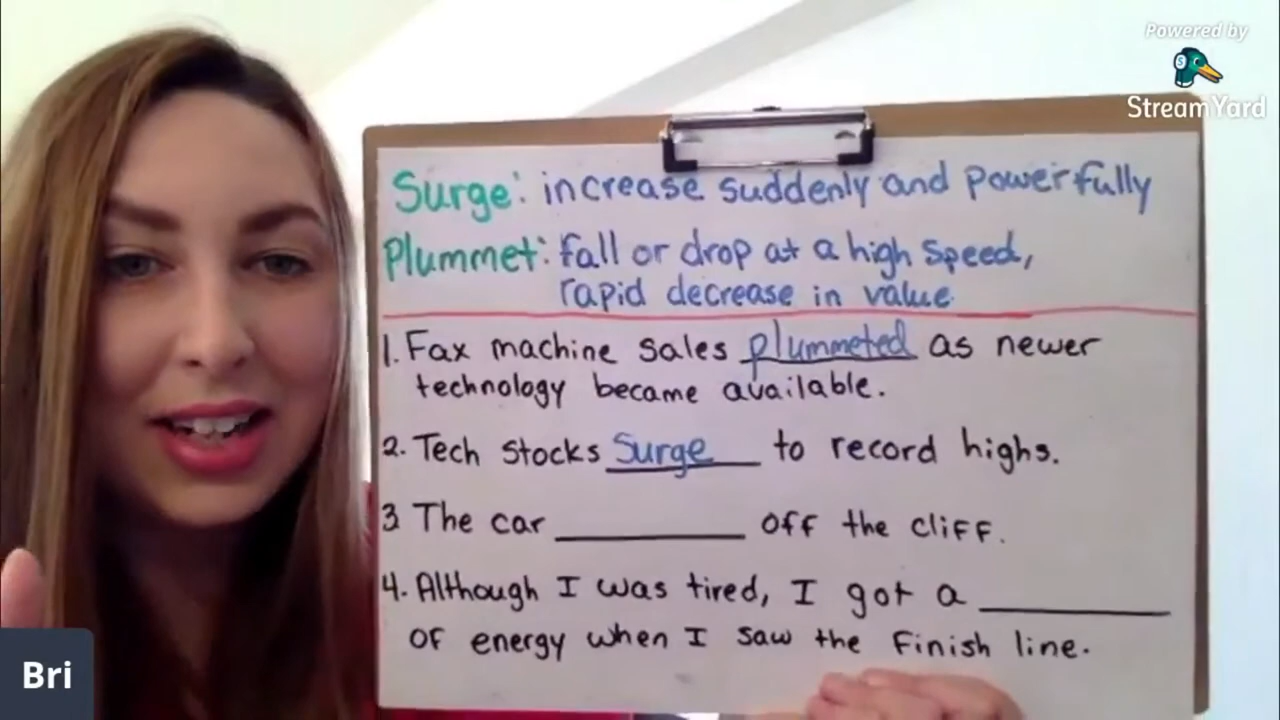 Powered by
StreamYard
Surge: increase suddenly and powerfully
Plummet: fall or drop at a high speed,
rapid decrease in value
1. Fax machine sales plummeted as newer
technology became available.
2. Tech stocks surge to record highs.
3 The car __________ off the cliff.
4. Although I was tired, I got a __________
of energy when I saw the finish line.
Bri